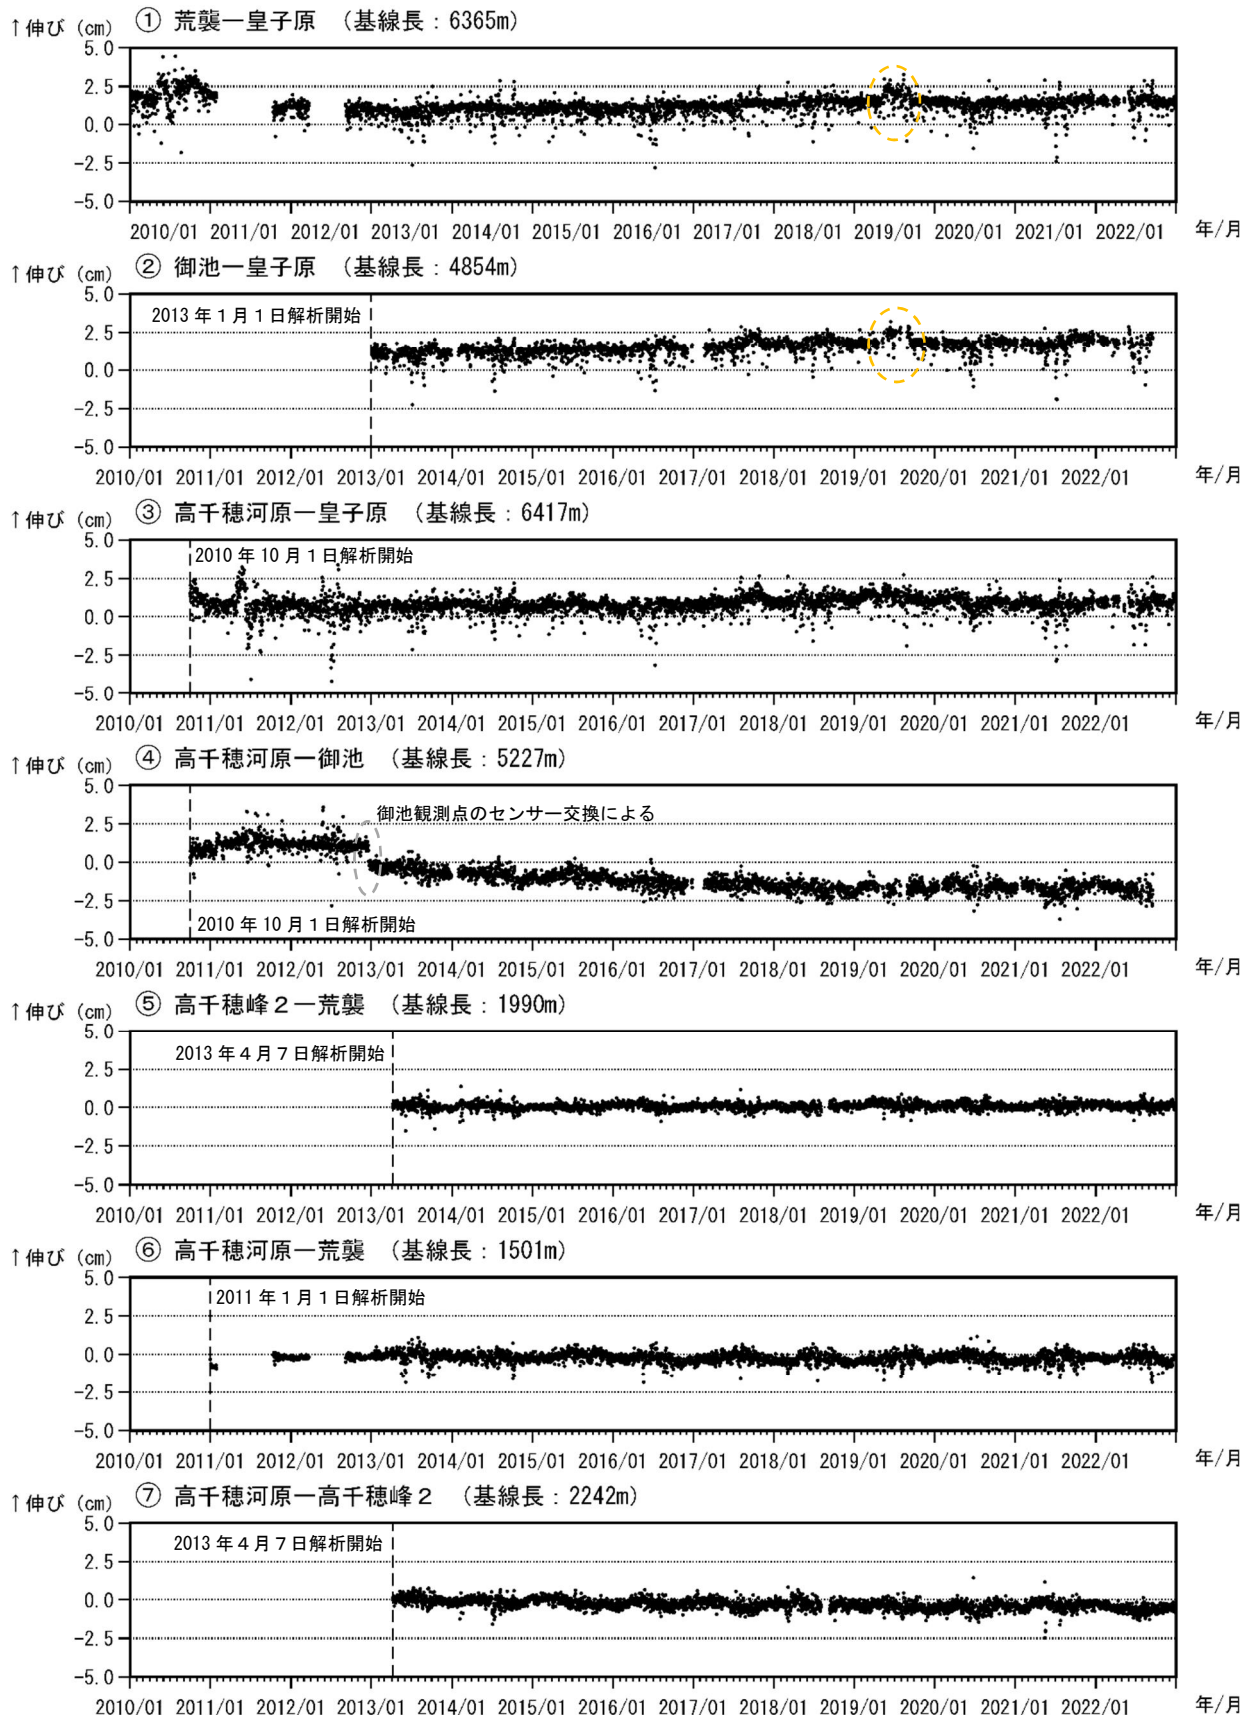 ① 荒襲ー皇子原 （基線長：6365m）
↑伸び（cm）
5.0
2.5
0.0
-2.5
-5.0
2010/01 2011/01 2012/01 2013/01 2014/01 2015/01 2016/01 2017/01 2018/01 2019/01 2020/01 2021/01 2022/01 年/月
② 御池ー皇子原 （基線長：4854m）
↑伸び（cm）
5.0
2013年1月1日解析開始
2.5
0.0
-2.5
-5.0
2010/01 2011/01 2012/01 2013/01 2014/01 2015/01 2016/01 2017/01 2018/01 2019/01 2020/01 2021/01 2022/01 年/月
③ 高千穂河原ー皇子原 （基線長：6417m）
↑伸び（cm）
5.0
2010年10月1日解析開始
2.5
0.0
-2.5
-5.0
2010/01 2011/01 2012/01 2013/01 2014/01 2015/01 2016/01 2017/01 2018/01 2019/01 2020/01 2021/01 2022/01 年/月
④ 高千穂河原ー御池 （基線長：5227m）
↑伸び（cm）
5.0
御池観測点のセンサー交換による
2.5
0.0
-2.5
2010年10月1日解析開始
-5.0
2010/01 2011/01 2012/01 2013/01 2014/01 2015/01 2016/01 2017/01 2018/01 2019/01 2020/01 2021/01 2022/01 年/月
⑤ 高千穂峰２ー荒襲 （基線長：1990m）
↑伸び（cm）
5.0
2013年4月7日解析開始
2.5
0.0
-2.5
-5.0
2010/01 2011/01 2012/01 2013/01 2014/01 2015/01 2016/01 2017/01 2018/01 2019/01 2020/01 2021/01 2022/01 年/月
⑥ 高千穂河原ー荒襲 （基線長：1501m）
↑伸び（cm）
5.0
2011年1月1日解析開始
2.5
0.0
-2.5
-5.0
2010/01 2011/01 2012/01 2013/01 2014/01 2015/01 2016/01 2017/01 2018/01 2019/01 2020/01 2021/01 2022/01 年/月
⑦ 高千穂河原ー高千穂峰２ （基線長：2242m）
↑伸び（cm）
5.0
2013年4月7日解析開始
2.5
0.0
-2.5
-5.0
2010/01 2011/01 2012/01 2013/01 2014/01 2015/01 2016/01 2017/01 2018/01 2019/01 2020/01 2021/01 2022/01 年/月